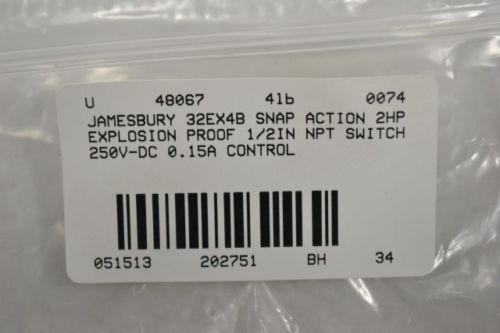 U 48067 4lb 0074
JAMESBURY 32EX4B SNAP ACTION 2HP
EXPLOSION PROOF 1/2IN NPT SWITCH
250V-DC 0.15A CONTROL
051513 202751 BH 34